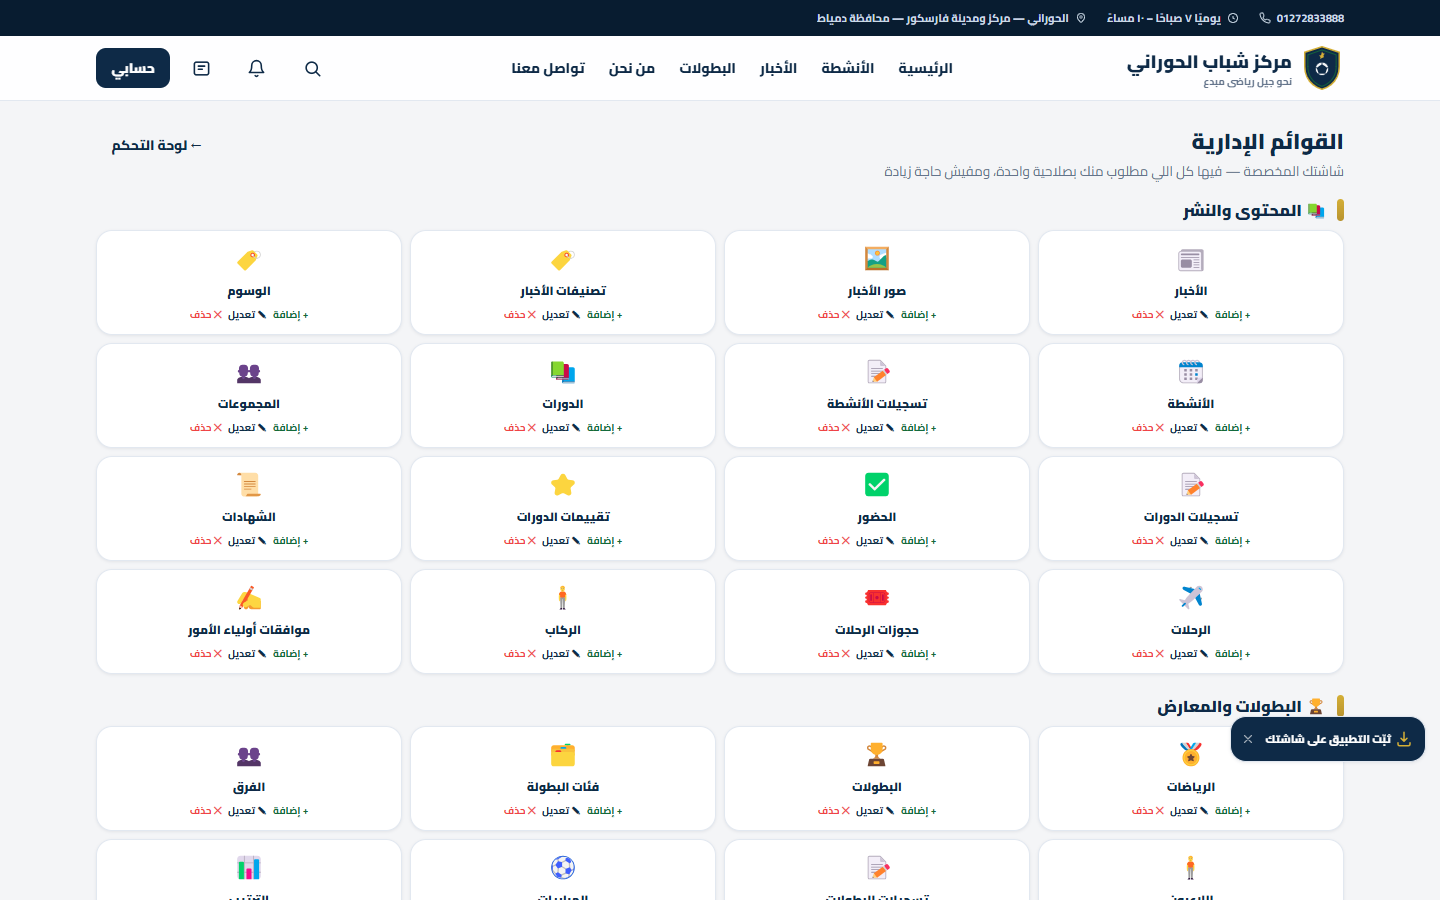 01272833888 يوميًا ٧ صباحًا – ١٠ مساءً الحوراني — مركز ومدينة فارسكور — محافظة دمياط
مركز شباب الحوراني
نحو جيل رياضي مبدع
الرئيسية الأنشطة الأخبار البطولات من نحن تواصل معنا
حسابي
القوائم الإدارية
← لوحة التحكم
شاشتك المخصصة — فيها كل اللي مطلوب منك بصلاحية واحدة، ومفيش حاجة زيادة
المحتوى والنشر
الأخبار صور الأخبار تصنيفات الأخبار الوسوم
+ إضافة تعديل حذف + إضافة تعديل حذف + إضافة تعديل حذف + إضافة تعديل حذف
الأنشطة تسجيلات الأنشطة الدورات المجموعات
+ إضافة تعديل حذف + إضافة تعديل حذف + إضافة تعديل حذف + إضافة تعديل حذف
تسجيلات الدورات الحضور تقييمات الدورات الشهادات
+ إضافة تعديل حذف + إضافة تعديل حذف + إضافة تعديل حذف + إضافة تعديل حذف
الرحلات حجوزات الرحلات الركاب موافقات أولياء الأمور
+ إضافة تعديل حذف + إضافة تعديل حذف + إضافة تعديل حذف + إضافة تعديل حذف
البطولات والمعارض
ثبّت التطبيق على شاشتك
الرياضات البطولات فئات البطولة الفرق
+ إضافة تعديل حذف + إضافة تعديل حذف + إضافة تعديل حذف + إضافة تعديل حذف
اللاعبون تسجيلات البطولات المباريات الترتيب